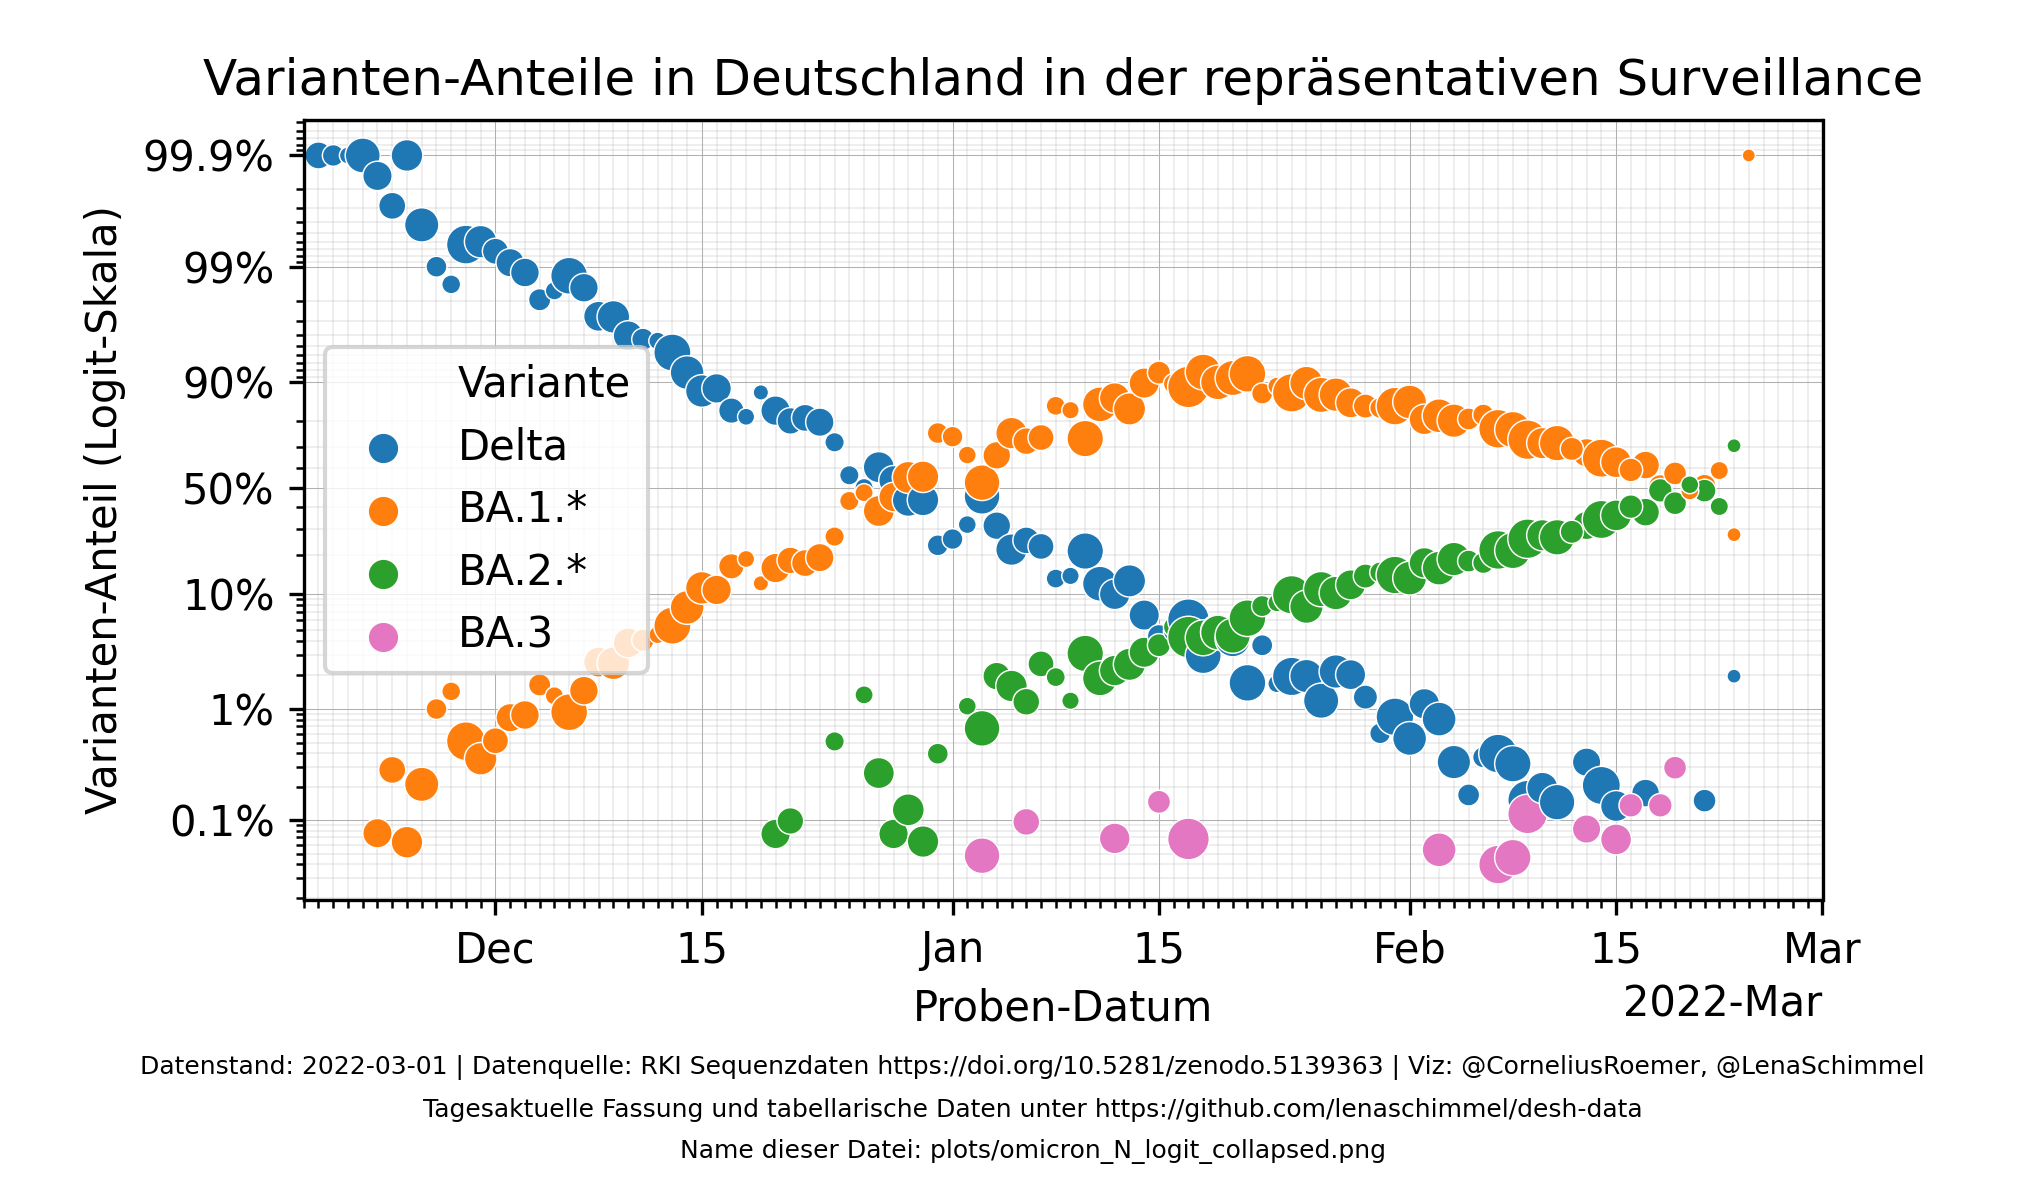 Varianten-Anteile in Deutschland in der repräsentativen Surveillance
Varianten-Anteil (Logit-Skala)
99.9%
99%
90%
50%
10%
1%
0.1%
Variante
Delta
BA.1.*
BA.2.*
BA.3
Dec 15 Jan 15 Feb 15 Mar
Proben-Datum
2022-Mar
Datenstand: 2022-03-01 | Datenquelle: RKI Sequenzdaten https://doi.org/10.5281/zenodo.5139363 | Viz: @CorneliusRoemer, @LenaSchimmel
Tagesaktuelle Fassung und tabellarische Daten unter https://github.com/lenaschimmel/desh-data
Name dieser Datei: plots/omicron_N_logit_collapsed.png